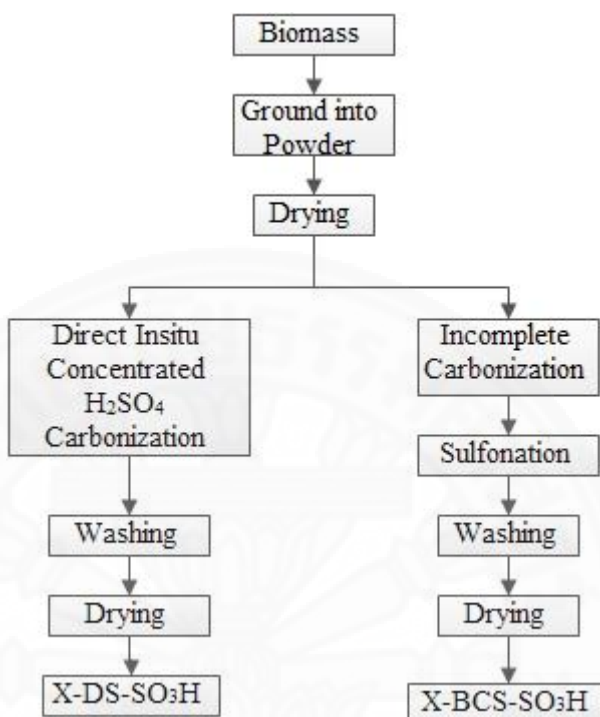 Biomass
Ground into
Powder
Drying
Direct Insitu
Concentrated
H₂SO₄
Carbonization
Washing
Drying
X-DS-SO₃H
Incomplete
Carbonization
Sulfonation
Washing
Drying
X-BCS-SO₃H